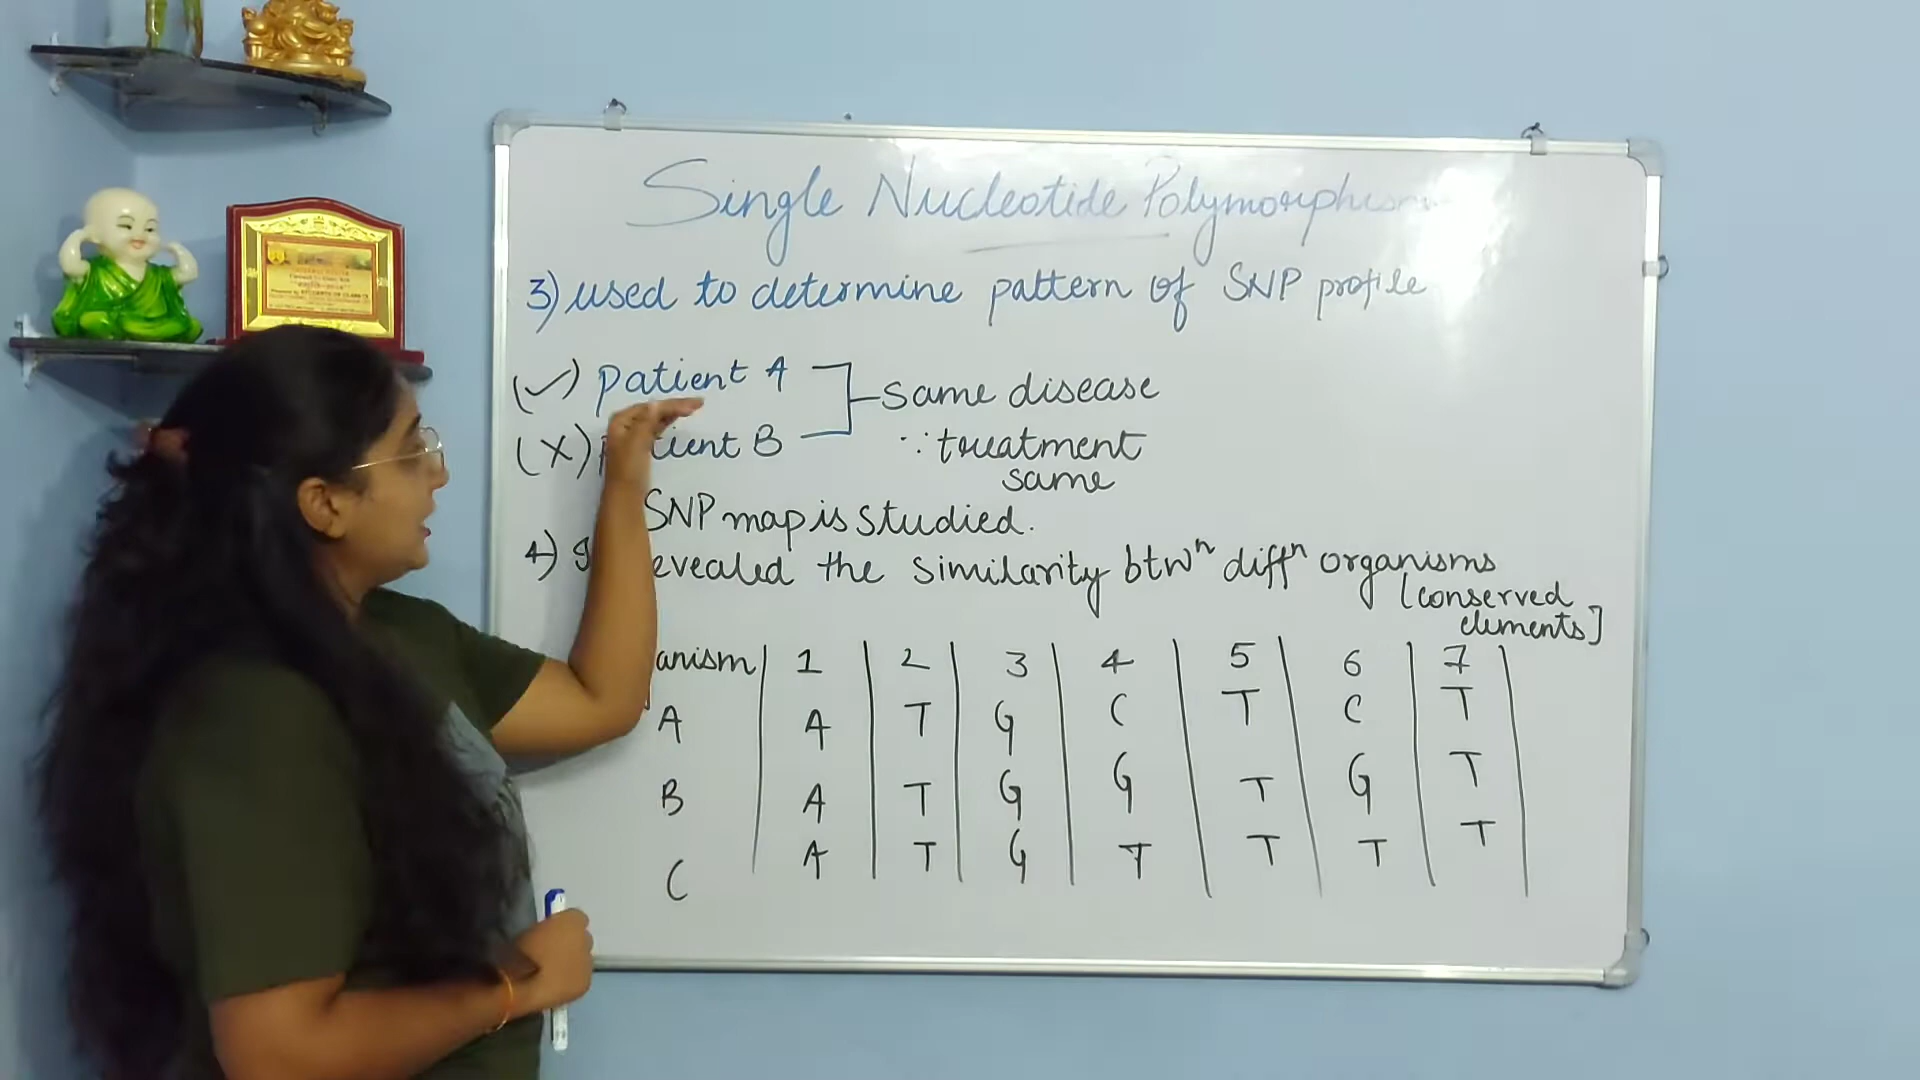 Single Nucleotide Polymorphism
3) used to determine pattern of SNP profile
(✓) patient A
same disease
(X) patient B
∵ treatment
same
SNP map is studied.
4) revealed the similarity btwⁿ diffⁿ organisms
[conserved
elements]
anism 1 2 3 4 5 6 7
A A T G C T C T
B A T G G T G T
C A T G T T T T